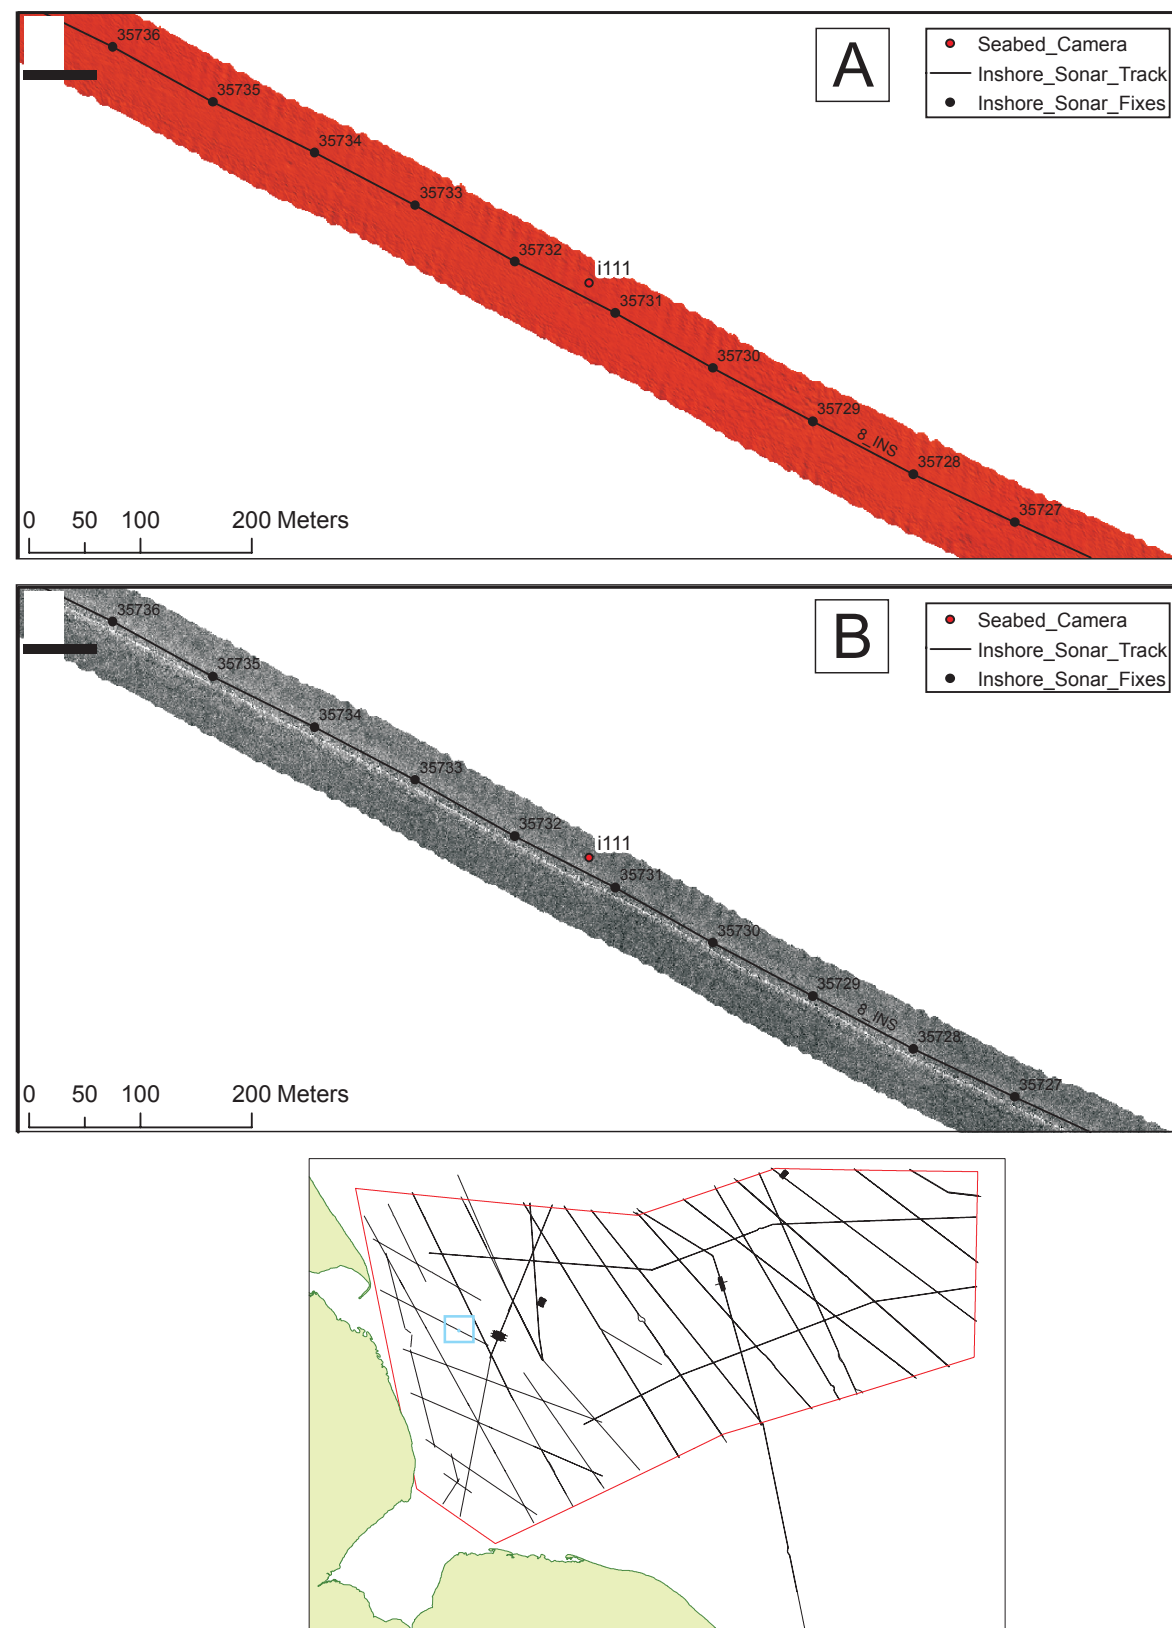 A
Seabed_Camera
Inshore_Sonar_Track
Inshore_Sonar_Fixes
35736
35735
35734
35733
35732
i111
35731
35730
35729
8_INS
35728
35727
0 50 100 200 Meters
B
Seabed_Camera
Inshore_Sonar_Track
Inshore_Sonar_Fixes
35736
35735
35734
35733
35732
i111
35731
35730
35729
8_INS
35728
35727
0 50 100 200 Meters